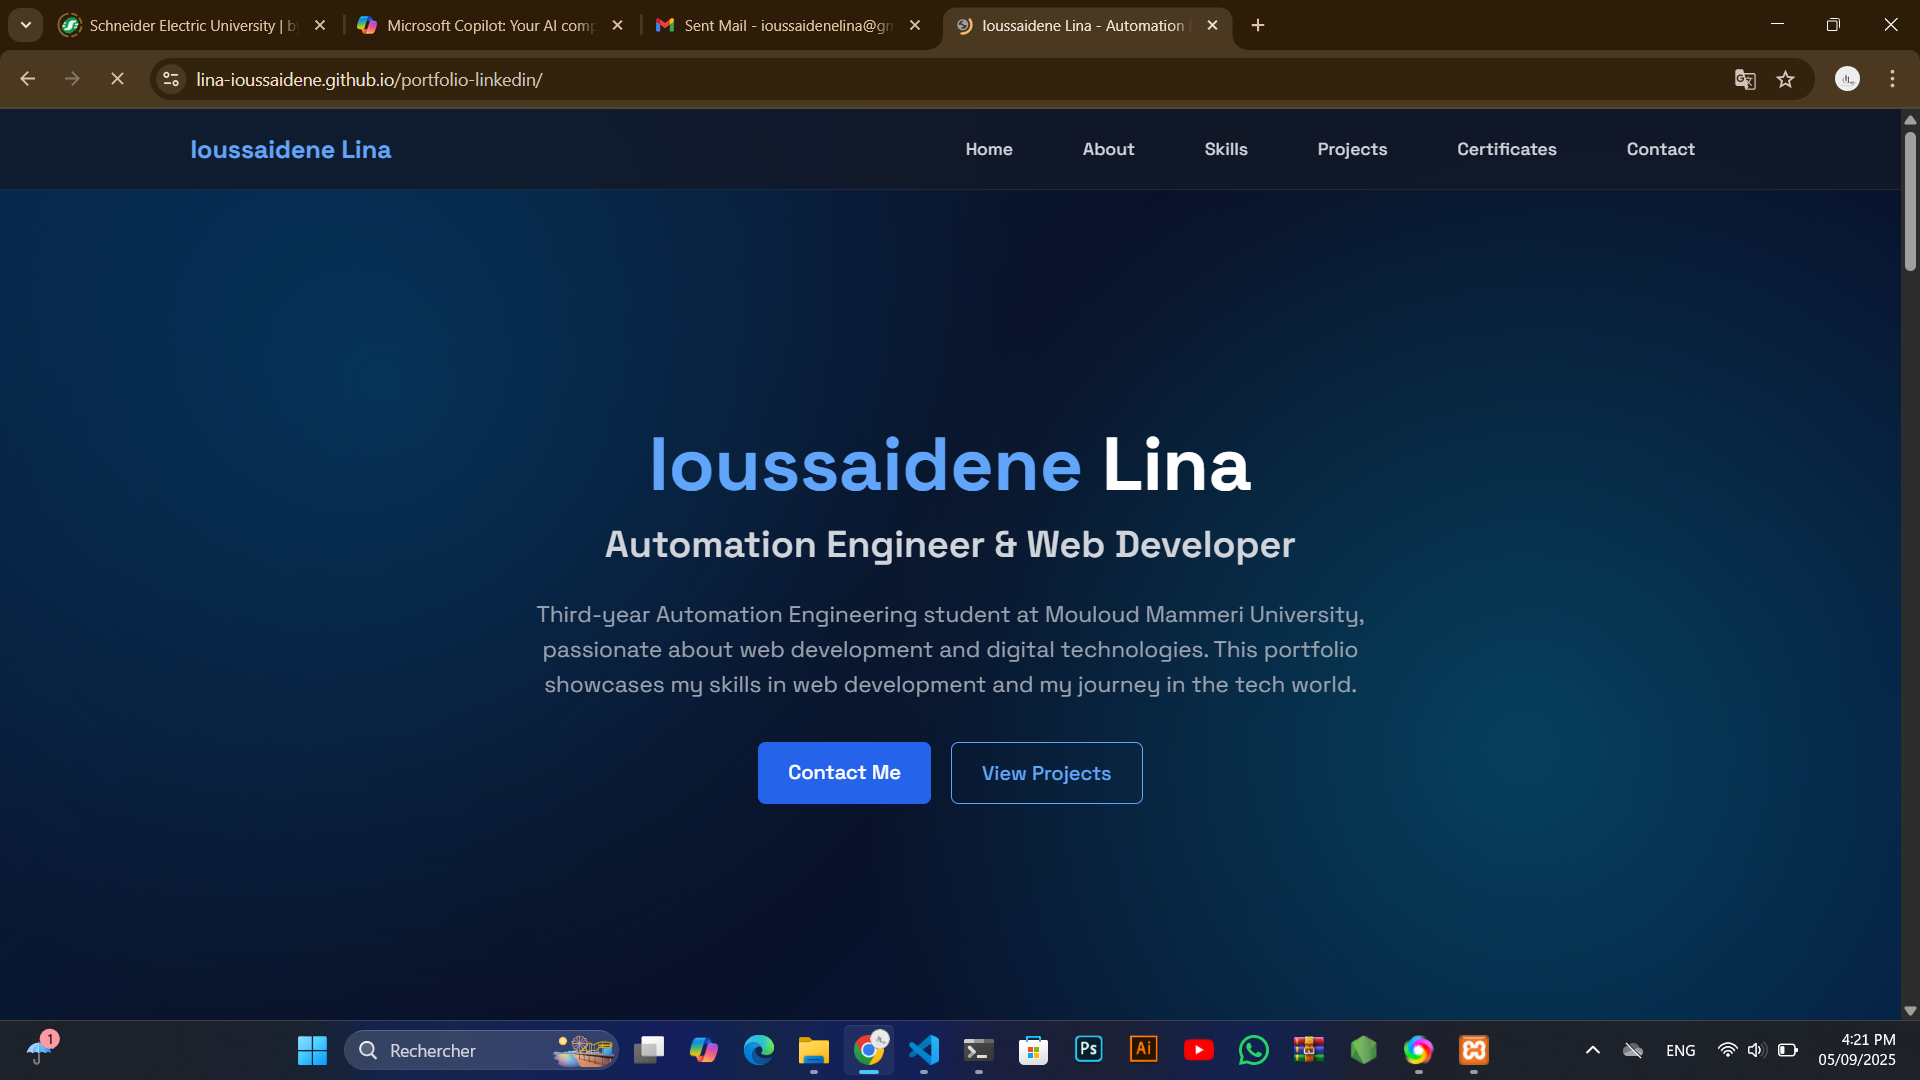 Schneider Electric University | by
Microsoft Copilot: Your AI comp
Sent Mail - ioussaidenelina@gm
Ioussaidene Lina - Automation
lina-ioussaidene.github.io/portfolio-linkedin/
Ioussaidene Lina
Home
About
Skills
Projects
Certificates
Contact
Ioussaidene Lina
Automation Engineer & Web Developer
Third-year Automation Engineering student at Mouloud Mammeri University,
passionate about web development and digital technologies. This portfolio
showcases my skills in web development and my journey in the tech world.
Contact Me
View Projects
1
Rechercher
Ps
Ai
ENG
4:21 PM
05/09/2025